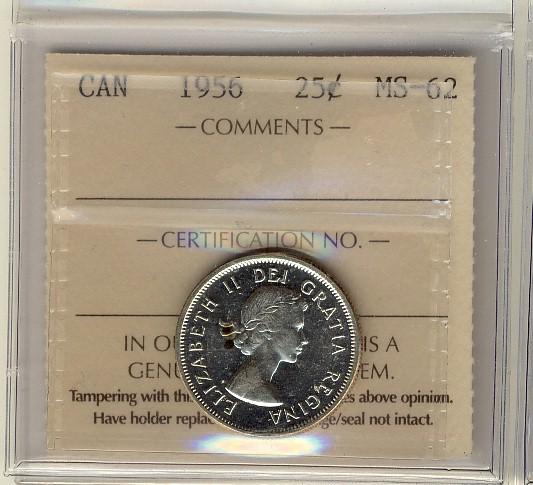 CAN 1956 25¢ MS-62
— COMMENTS —
— CERTIFICATION NO. —
ELIZABETH II DEI GRATIA REGINA
IN O IS A
GENU EM.
Tampering with th es above opinion.
Have holder replac ge/seal not intact.